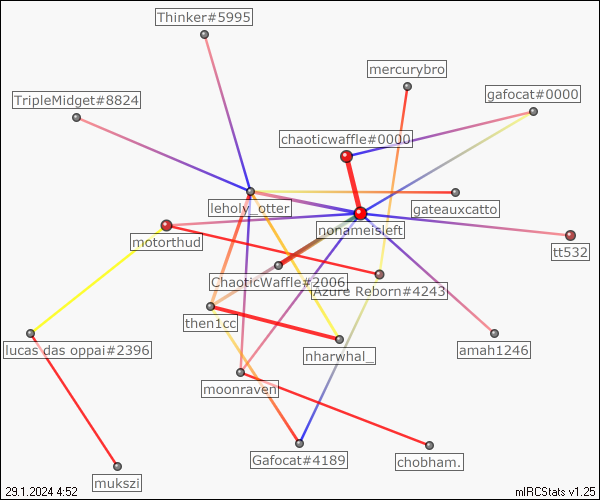 Thinker#5995
mercurybro
TripleMidget#8824
gafocat#0000
chaoticwaffle#0000
leholy_otter
gateauxcatto
nonameisleft
motorthud
tt532
ChaoticWaffle#2006
Azure Reborn#4243
then1cc
lucas das oppai#2396
nharwhal_
amah1246
moonraven
Gafocat#4189
chobham.
mukszi
29.1.2024 4:52
mIRCStats v1.25